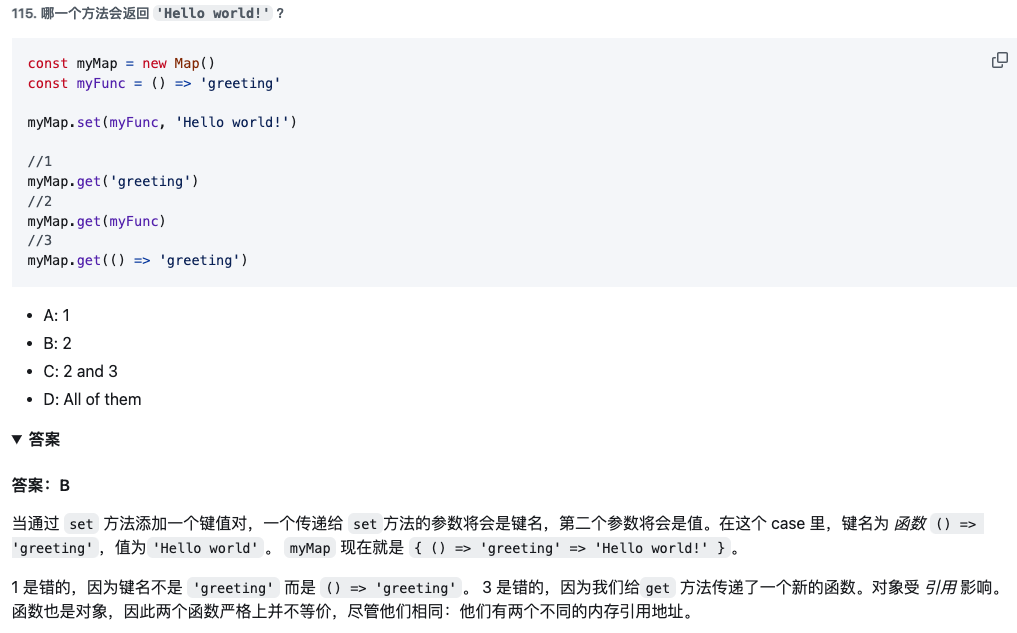 115. 哪一个方法会返回 'Hello world!' ?
const myMap = new Map()
const myFunc = () => 'greeting'
myMap.set(myFunc, 'Hello world!')
//1
myMap.get('greeting')
//2
myMap.get(myFunc)
//3
myMap.get(() => 'greeting')
• A: 1
• B: 2
• C: 2 and 3
• D: All of them
▼ 答案
答案：B
当通过 set 方法添加一个键值对，一个传递给 set方法的参数将会是键名，第二个参数将会是值。在这个 case 里，键名为 函数 () =>
'greeting'，值为 'Hello world'。 myMap 现在就是 { () => 'greeting' => 'Hello world!' }。
1 是错的，因为键名不是 'greeting' 而是 () => 'greeting'。 3 是错的，因为我们给get 方法传递了一个新的函数。对象受 引用 影响。
函数也是对象，因此两个函数严格上并不等价，尽管他们相同：他们有两个不同的内存引用地址。